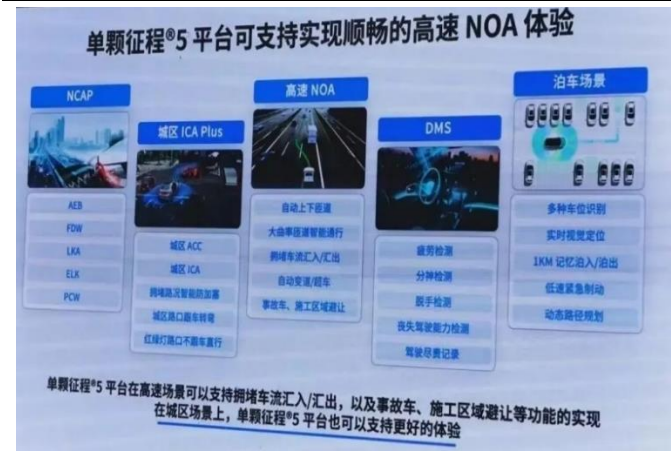 单颗征程®5 平台可支持实现顺畅的高速 NOA 体验
NCAP
AEB
FDW
LKA
ELK
PCW
城区 ICA Plus
城区 ACC
城区 ICA
拥堵路况智能防加塞
城区路口跟车转弯
红绿灯路口不跟车直行
高速 NOA
自动上下匝道
大曲率匝道智能通行
拥堵车流汇入/汇出
自动变道/超车
事故车、施工区域避让
DMS
疲劳检测
分神检测
脱手检测
丧失驾驶能力检测
驾驶尽责记录
泊车场景
多种车位识别
实时视觉定位
1KM 记忆泊入/泊出
低速紧急制动
动态路径规划
单颗征程®5 平台在高速场景可以支持拥堵车流汇入/汇出，以及事故车、施工区域避让等功能的实现
在城区场景上，单颗征程®5 平台也可以支持更好的体验